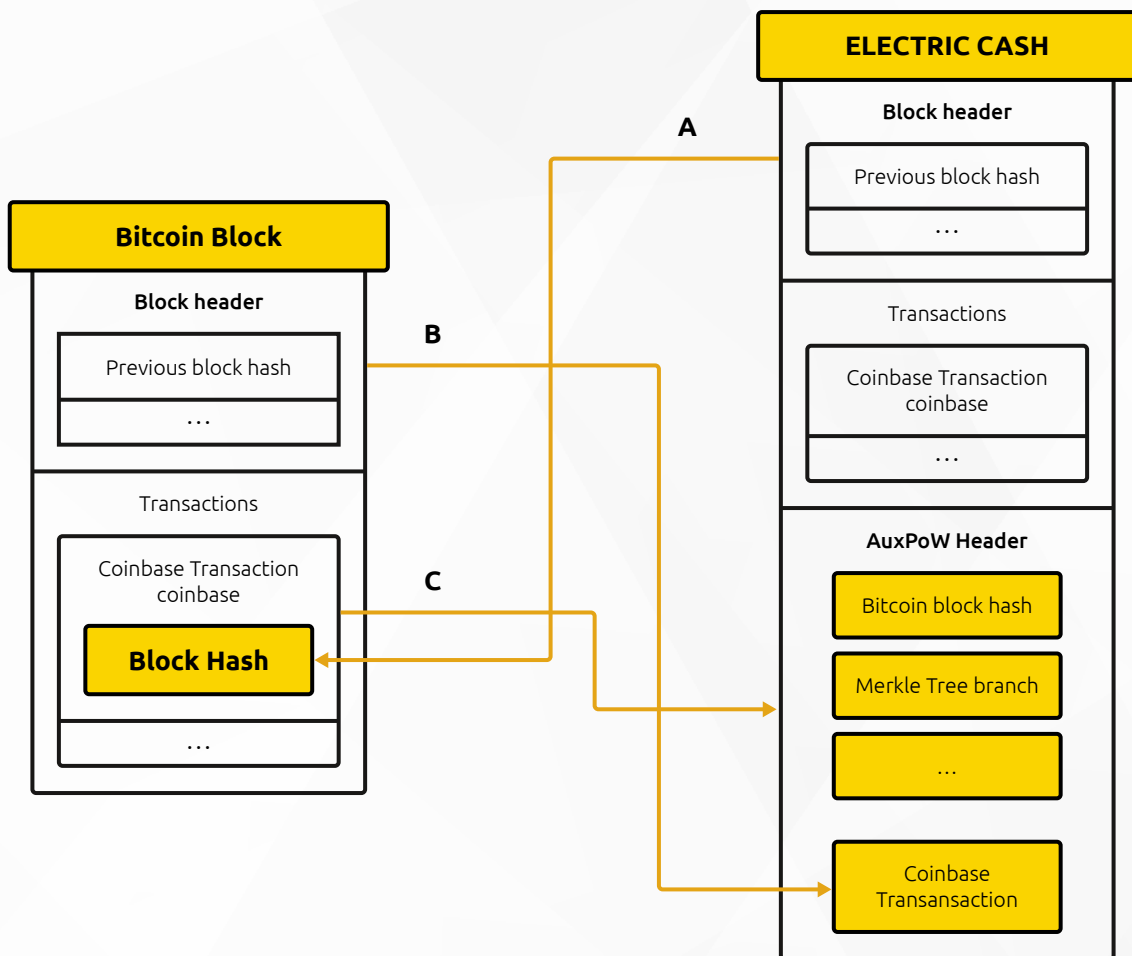 ELECTRIC CASH
Block header
A
Previous block hash
...
Bitcoin Block
Block header
Transactions
B
Previous block hash
Coinbase Transaction
coinbase
...
...
Transactions
AuxPoW Header
Coinbase Transaction
coinbase
C
Bitcoin block hash
Block Hash
Merkle Tree branch
...
...
Coinbase
Transansaction